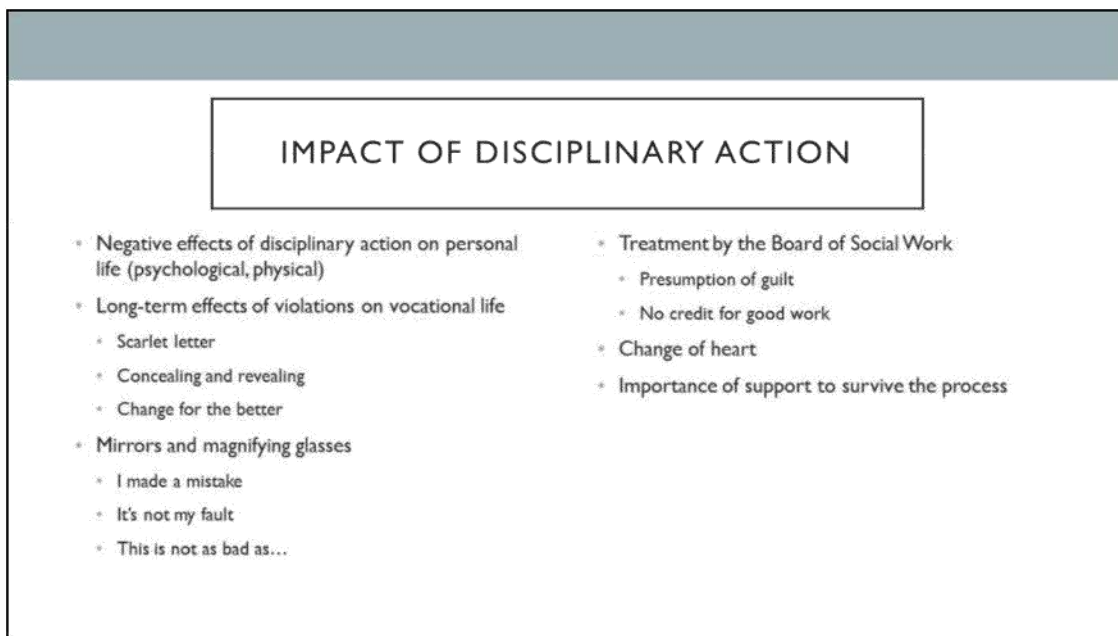 IMPACT OF DISCIPLINARY ACTION
Negative effects of disciplinary action on personal
life (psychological, physical)
Long-term effects of violations on vocational life
Scarlet letter
Concealing and revealing
Change for the better
Mirrors and magnifying glasses
I made a mistake
It's not my fault
This is not as bad as...
Treatment by the Board of Social Work
Presumption of guilt
No credit for good work
Change of heart
Importance of support to survive the process